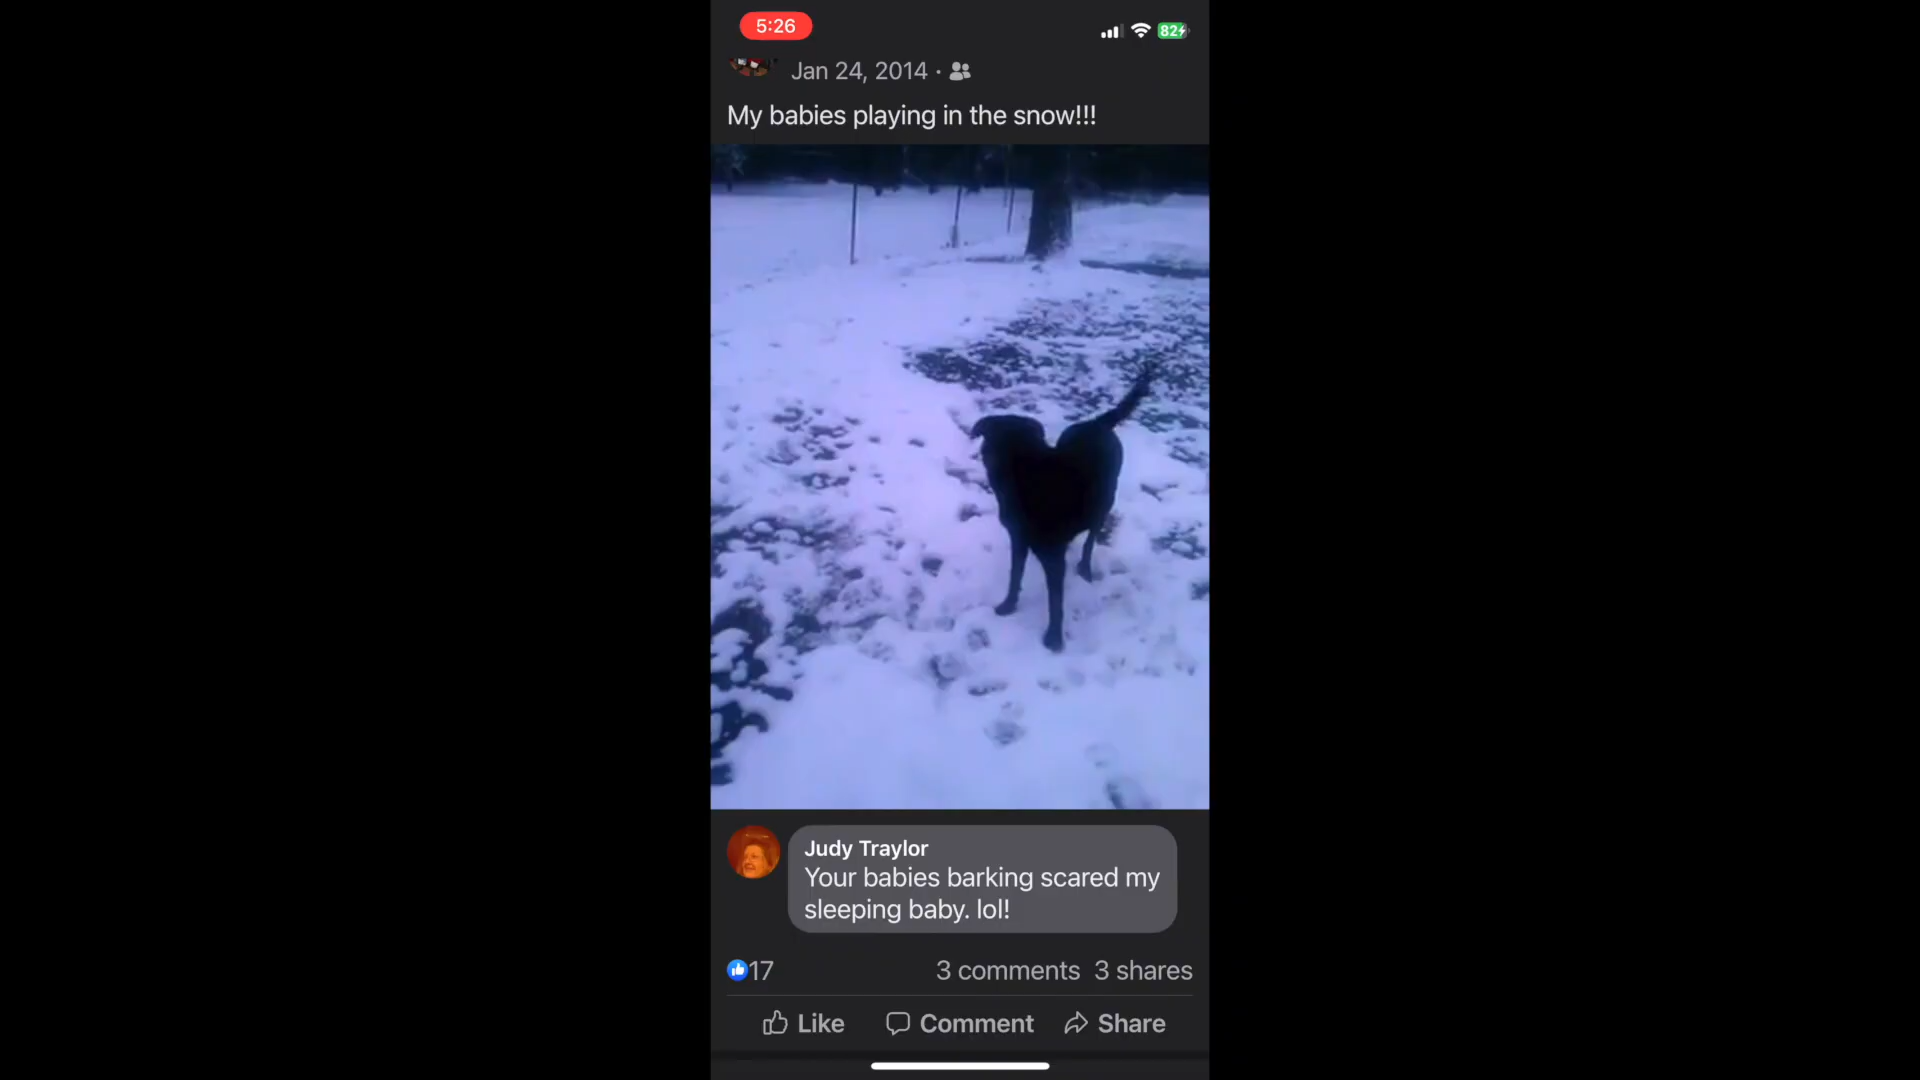 5:26
82
Jan 24, 2014 ·
My babies playing in the snow!!!
Judy Traylor
Your babies barking scared my
sleeping baby. lol!
17
3 comments 3 shares
Like
Comment
Share